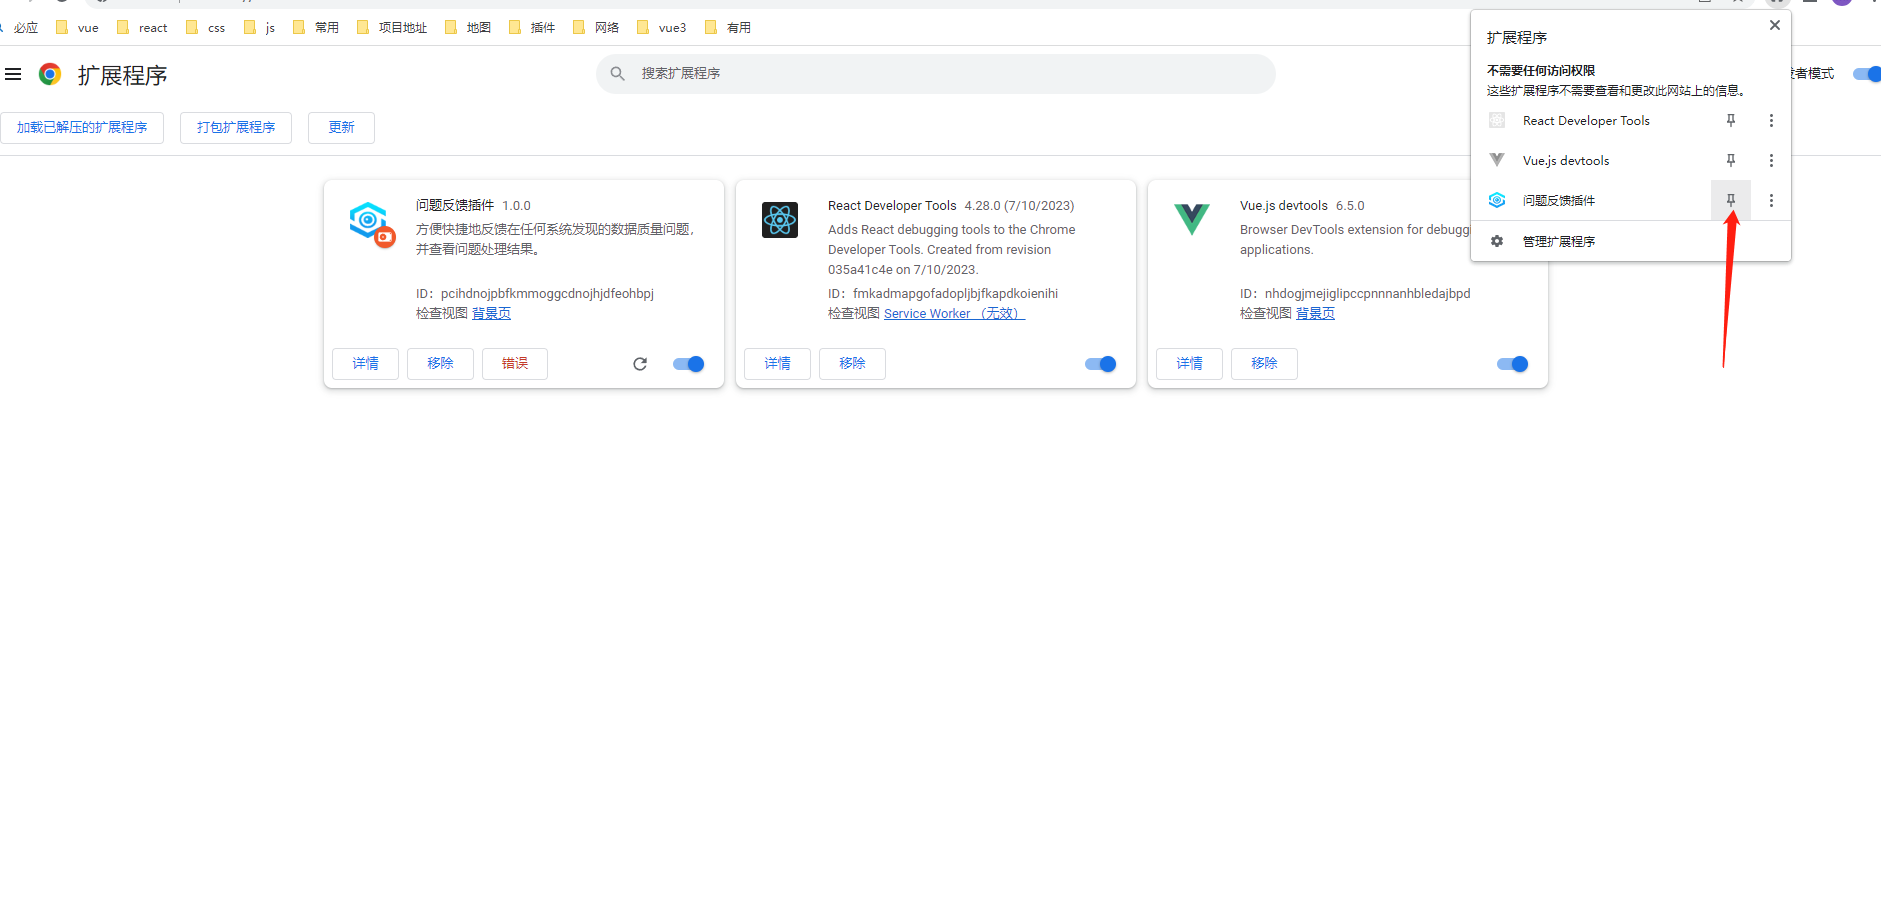 必应 vue react css js 常用 项目地址 地图 插件 网络 vue3 有用
扩展程序
搜索扩展程序
者模式
加载已解压的扩展程序 打包扩展程序 更新
扩展程序
不需要任何访问权限
这些扩展程序不需要查看和更改此网站上的信息。
React Developer Tools
Vue.js devtools
问题反馈插件
管理扩展程序
问题反馈插件 1.0.0
方便快捷地反馈在任何系统发现的数据质量问题，
并查看问题处理结果。
ID：pcihdnojpbfkmmoggcdnojhjdfeohbpj
检查视图 背景页
详情 移除 错误
React Developer Tools 4.28.0 (7/10/2023)
Adds React debugging tools to the Chrome
Developer Tools. Created from revision
035a41c4e on 7/10/2023.
ID：fmkadmapgofadopljbjfkapdkoienihi
检查视图 Service Worker （无效）
详情 移除
Vue.js devtools 6.5.0
Browser DevTools extension for debuggi
applications.
ID：nhdogjmejiglipccpnnnanhbledajbpd
检查视图 背景页
详情 移除